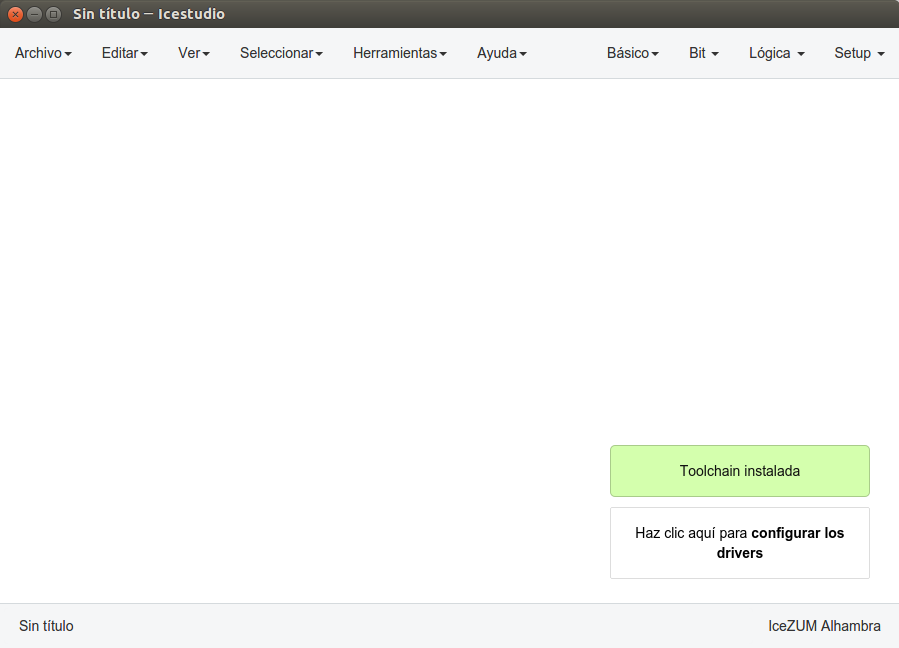 Sin título – Icestudio
Archivo Editar Ver Seleccionar Herramientas Ayuda Básico Bit Lógica Setup
Toolchain instalada
Haz clic aquí para configurar los
drivers
Sin título IceZUM Alhambra